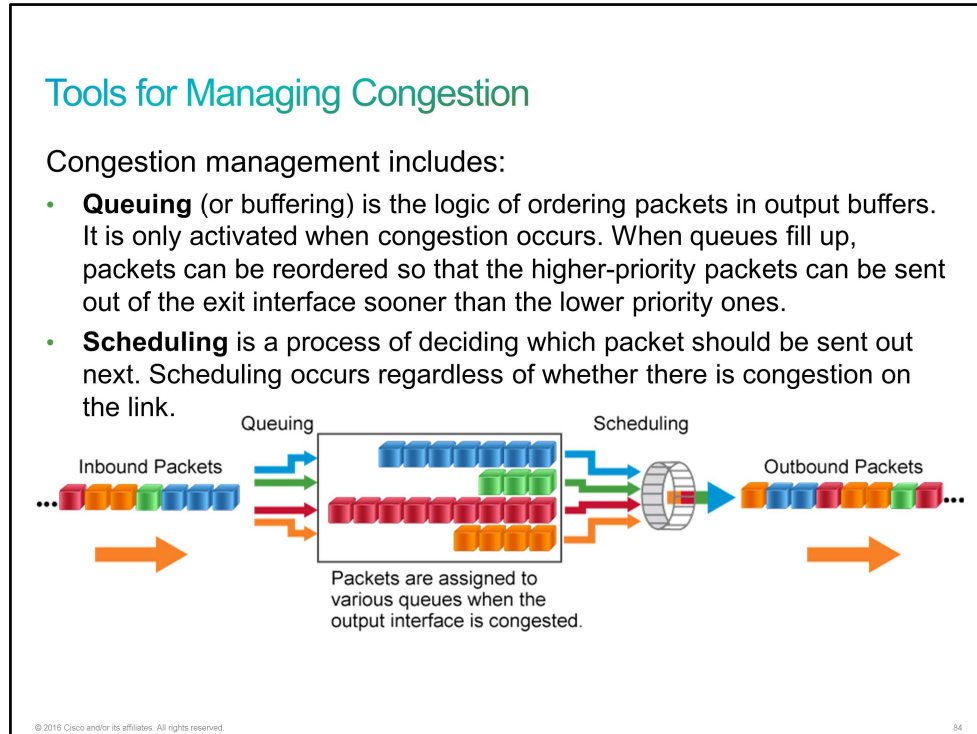 Tools for Managing Congestion
Congestion management includes:
• Queuing (or buffering) is the logic of ordering packets in output buffers.
It is only activated when congestion occurs. When queues fill up,
packets can be reordered so that the higher-priority packets can be sent
out of the exit interface sooner than the lower priority ones.
• Scheduling is a process of deciding which packet should be sent out
next. Scheduling occurs regardless of whether there is congestion on
the link.
Queuing
Scheduling
Inbound Packets
Outbound Packets
Packets are assigned to
various queues when the
output interface is congested.
© 2016 Cisco and/or its affiliates. All rights reserved.
84